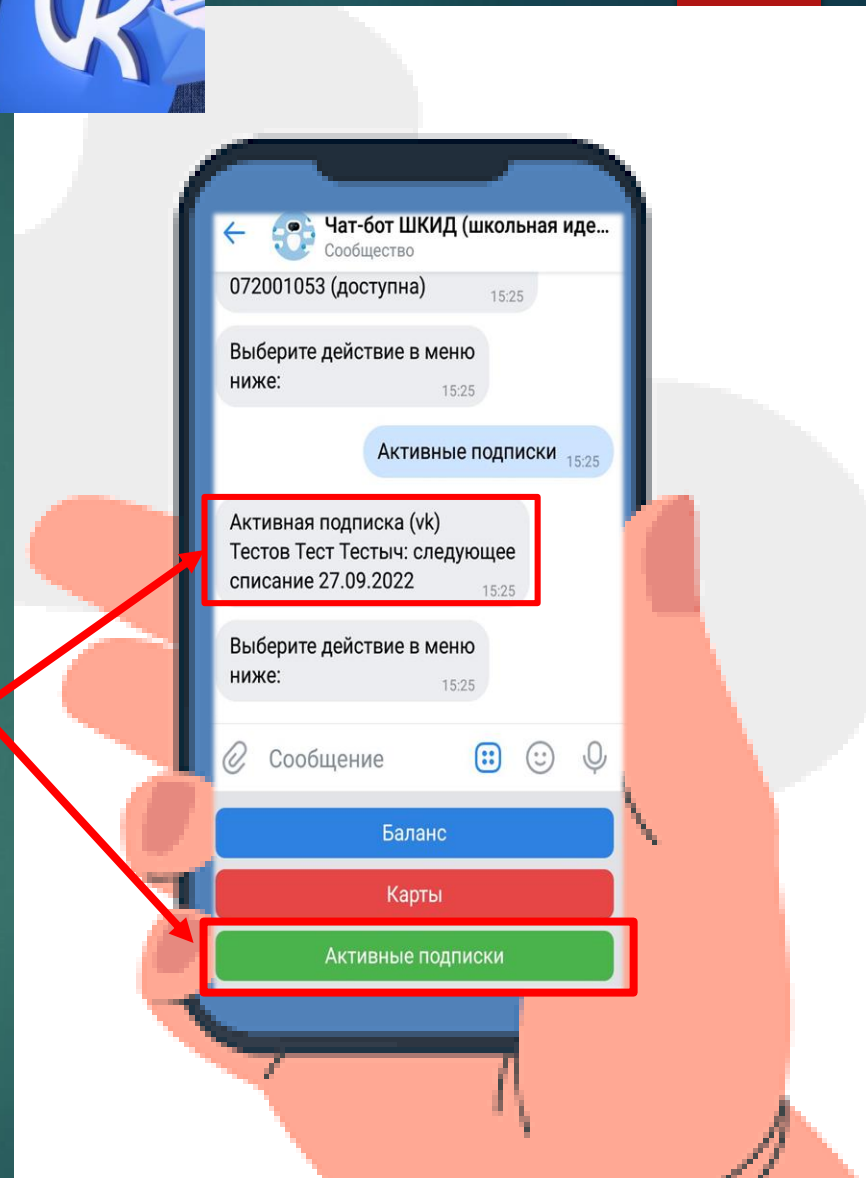 Чат-бот ШКИД (школьная иде...
Сообщество
072001053 (доступна)
15:25
Выберите действие в меню
ниже:
15:25
Активные подписки
15:25
Активная подписка (vk)
Тестов Тест Тестыч: следующее
списание 27.09.2022
15:25
Выберите действие в меню
ниже:
15:25
Сообщение
Баланс
Карты
Активные подписки